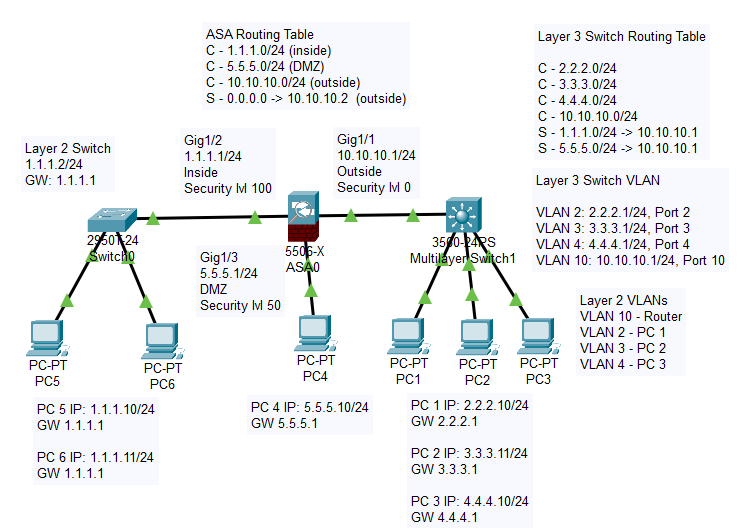 ASA Routing Table
C - 1.1.1.0/24 (inside)
C - 5.5.5.0/24 (DMZ)
C - 10.10.10.0/24 (outside)
S - 0.0.0.0 -> 10.10.10.2 (outside)
Layer 3 Switch Routing Table
C - 2.2.2.0/24
C - 3.3.3.0/24
C - 4.4.4.0/24
C - 10.10.10.0/24
S - 1.1.1.0/24 -> 10.10.10.1
S - 5.5.5.0/24 -> 10.10.10.1
Layer 2 Switch
1.1.1.2/24
GW: 1.1.1.1
Gig1/2
1.1.1.1/24
Inside
Security lvl 100
Gig1/1
10.10.10.1/24
Outside
Security lvl 0
Layer 3 Switch VLAN
VLAN 2: 2.2.2.1/24, Port 2
VLAN 3: 3.3.3.1/24, Port 3
VLAN 4: 4.4.4.1/24, Port 4
VLAN 10: 10.10.10.1/24, Port 10
2950T-24
Switch0
Gig1/3
5.5.5.1/24
DMZ
Security lvl 50
5506-X
ASA0
3560-24PS
Multilayer Switch1
Layer 2 VLANs
VLAN 10 - Router
VLAN 2 - PC 1
VLAN 3 - PC 2
VLAN 4 - PC 3
PC-PT
PC5
PC-PT
PC6
PC-PT
PC4
PC-PT
PC1
PC-PT
PC2
PC-PT
PC3
PC 5 IP: 1.1.1.10/24
GW 1.1.1.1
PC 6 IP: 1.1.1.11/24
GW 1.1.1.1
PC 4 IP: 5.5.5.10/24
GW 5.5.5.1
PC 1 IP: 2.2.2.10/24
GW 2.2.2.1
PC 2 IP: 3.3.3.11/24
GW 3.3.3.1
PC 3 IP: 4.4.4.10/24
GW 4.4.4.1